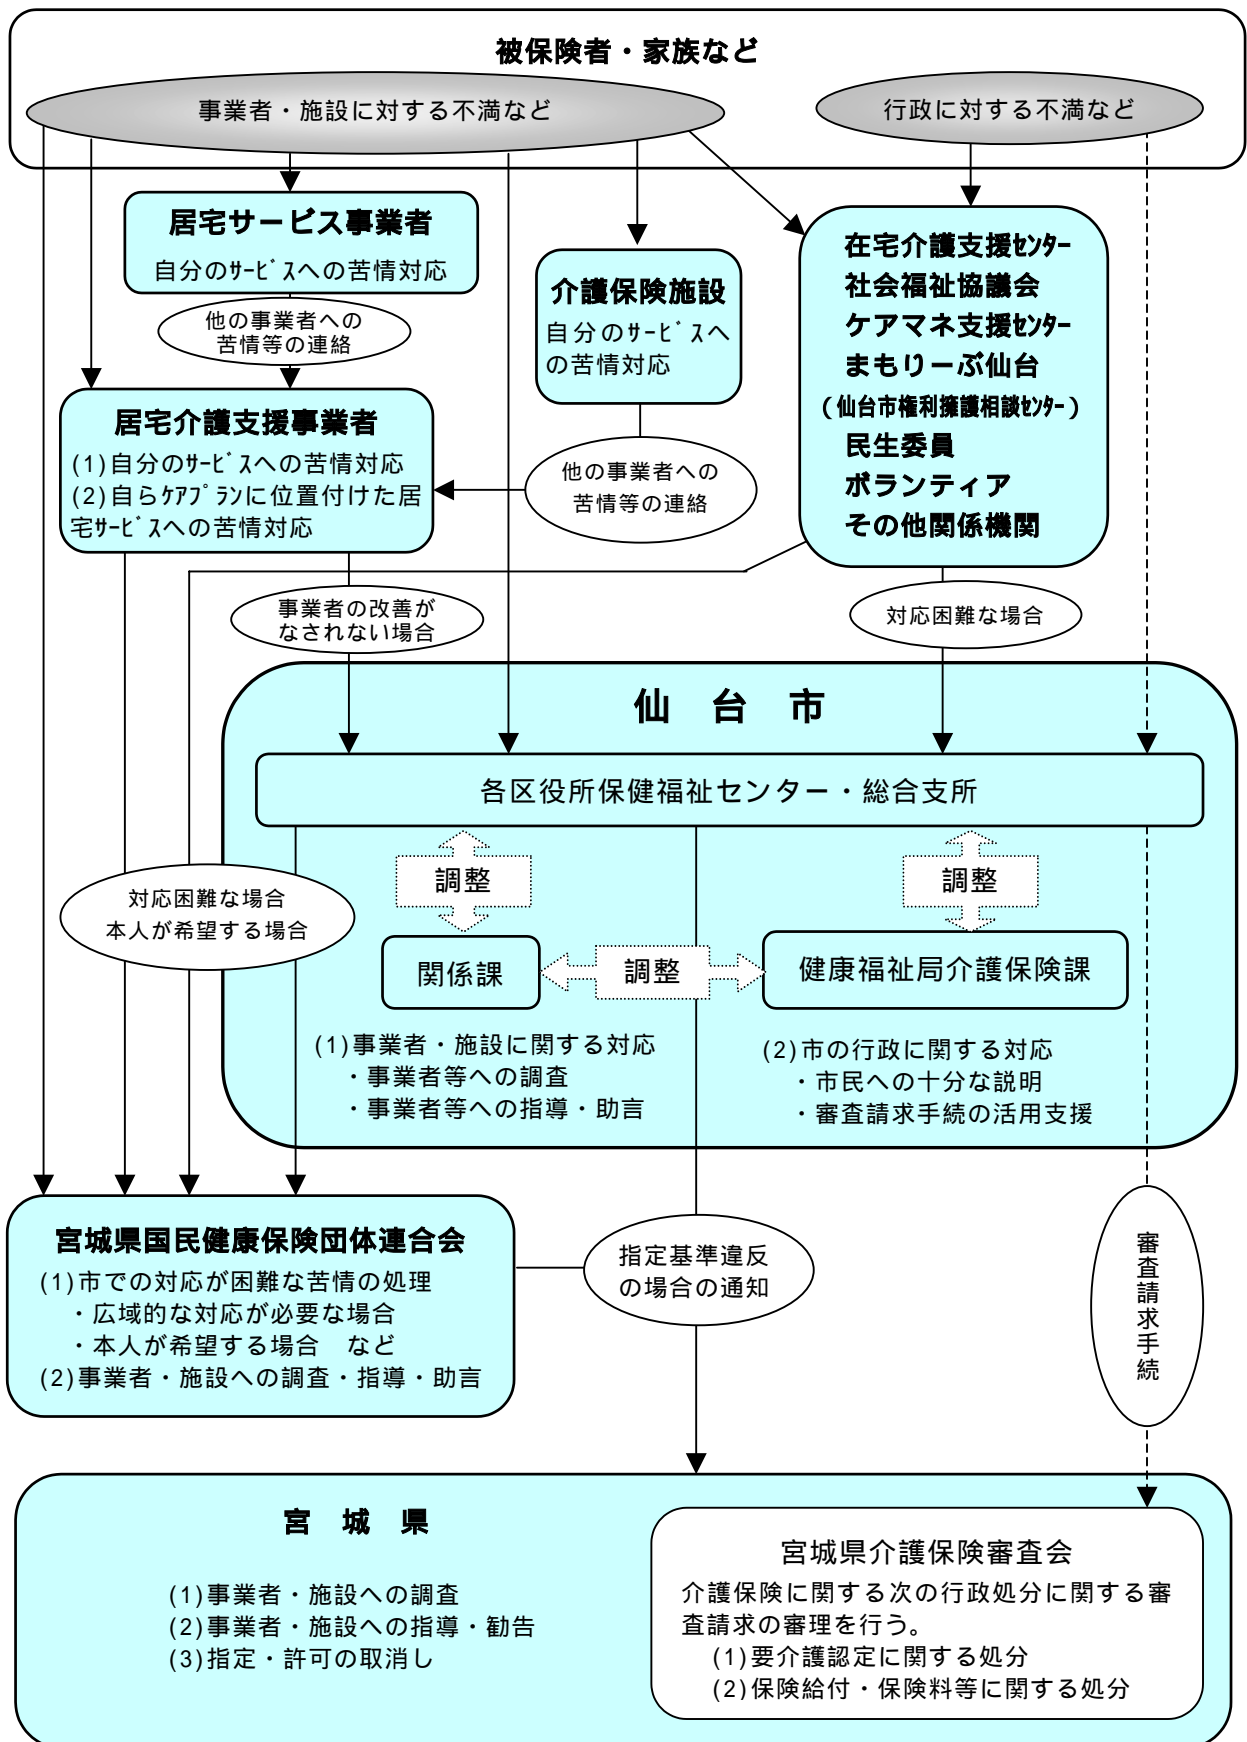 被保険者・家族など
事業者・施設に対する不満など
行政に対する不満など
居宅サービス事業者
自分のｻｰﾋﾞｽへの苦情対応
他の事業者への
苦情等の連絡
介護保険施設
自分のｻｰﾋﾞｽへ
の苦情対応
在宅介護支援ｾﾝﾀｰ
社会福祉協議会
ケアマネ支援ｾﾝﾀｰ
まもりーぶ仙台
(仙台市権利擁護相談ｾﾝﾀｰ)
民生委員
ボランティア
その他関係機関
居宅介護支援事業者
(1)自分のｻｰﾋﾞｽへの苦情対応
(2)自らｹｱﾌﾟﾗﾝに位置付けた居
宅ｻｰﾋﾞｽへの苦情対応
他の事業者への
苦情等の連絡
事業者の改善が
なされない場合
対応困難な場合
仙　台　市
各区役所保健福祉センター・総合支所
調整
調整
対応困難な場合
本人が希望する場合
関係課
調整
健康福祉局介護保険課
(1)事業者・施設に関する対応
・事業者等への調査
・事業者等への指導・助言
(2)市の行政に関する対応
・市民への十分な説明
・審査請求手続の活用支援
宮城県国民健康保険団体連合会
(1)市での対応が困難な苦情の処理
・広域的な対応が必要な場合
・本人が希望する場合　など
(2)事業者・施設への調査・指導・助言
指定基準違反
の場合の通知
審査請求手続
宮　城　県
(1)事業者・施設への調査
(2)事業者・施設への指導・勧告
(3)指定・許可の取消し
宮城県介護保険審査会
介護保険に関する次の行政処分に関する審
査請求の審理を行う。
(1)要介護認定に関する処分
(2)保険給付・保険料等に関する処分